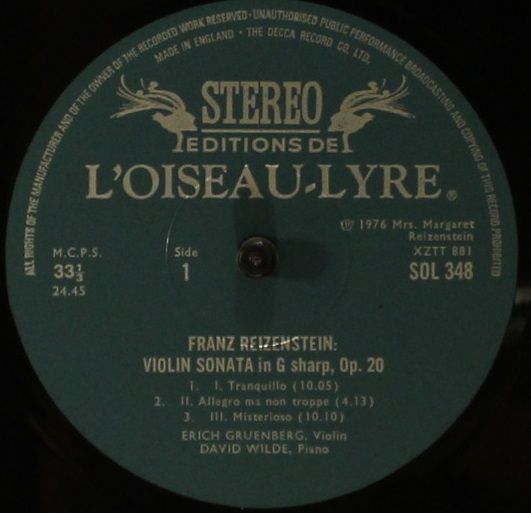 ALL RIGHTS OF THE MANUFACTURER AND OF THE OWNER OF THE RECORDED WORK RESERVED · UNAUTHORISED PUBLIC PERFORMANCE BROADCASTING AND COPYING OF THIS RECORD PROHIBITED
MADE IN ENGLAND · THE DECCA RECORD CO. LTD.
STEREO
EDITIONS DE
L'OISEAU-LYRE ®
℗ 1976 Mrs. Margaret
Reizenstein
M.C.P.S.
33⅓
24.45
Side
1
XZTT 881
SOL 348
FRANZ REIZENSTEIN:
VIOLIN SONATA in G sharp, Op. 20
1. I. Tranquillo (10.05)
2. II. Allegro ma non troppe (4.13)
3. III. Misterioso (10.10)
ERICH GRUENBERG, Violin
DAVID WILDE, Piano